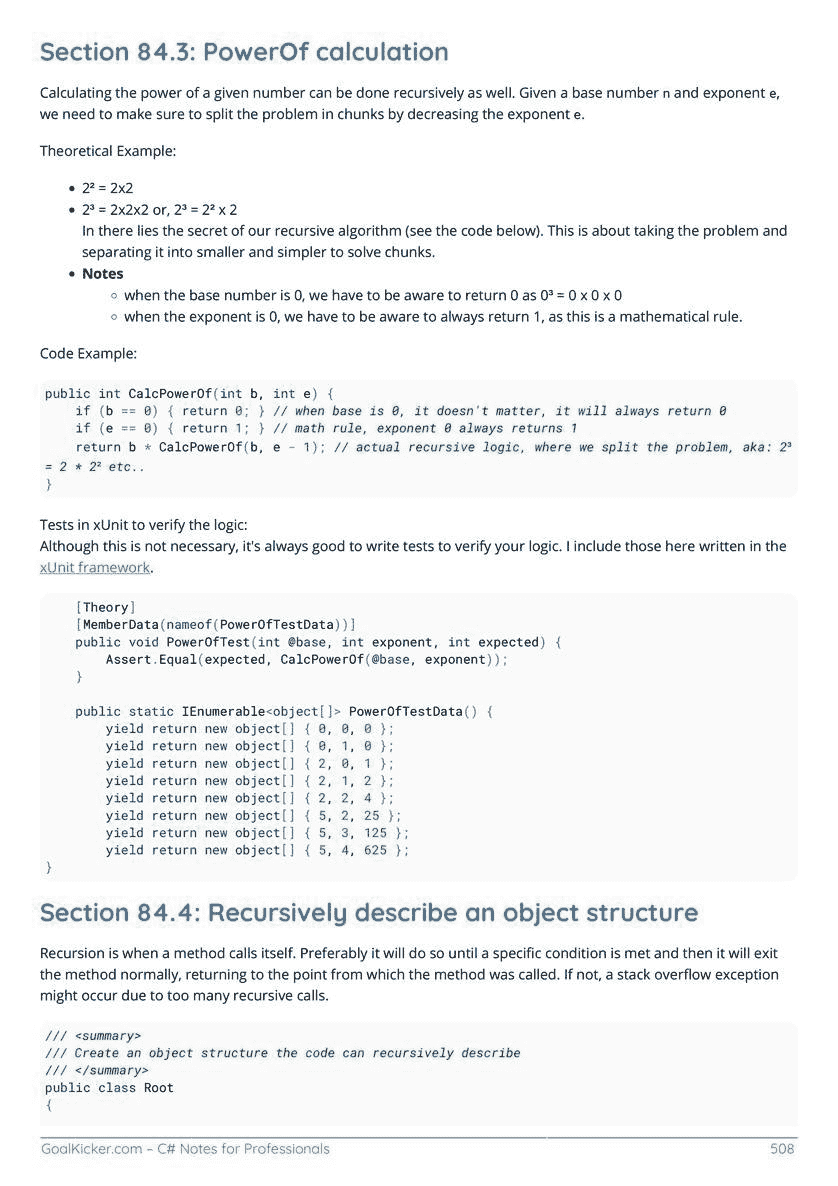 Section 84.3: PowerOf calculation
Calculating the power of a given number can be done recursively as well. Given a base number n and exponent e,
we need to make sure to split the problem in chunks by decreasing the exponent e.
Theoretical Example:
• 2² = 2x2
• 2³ = 2x2x2 or, 2³ = 2² x 2
In there lies the secret of our recursive algorithm (see the code below). This is about taking the problem and
separating it into smaller and simpler to solve chunks.
• Notes
◦ when the base number is 0, we have to be aware to return 0 as 0³ = 0 x 0 x 0
◦ when the exponent is 0, we have to be aware to always return 1, as this is a mathematical rule.
Code Example:
public int CalcPowerOf(int b, int e) {
    if (b == 0) { return 0; } // when base is 0, it doesn't matter, it will always return 0
    if (e == 0) { return 1; } // math rule, exponent 0 always returns 1
    return b * CalcPowerOf(b, e - 1); // actual recursive logic, where we split the problem, aka: 2³
= 2 * 2² etc..
}
Tests in xUnit to verify the logic:
Although this is not necessary, it's always good to write tests to verify your logic. I include those here written in the
xUnit framework.
    [Theory]
    [MemberData(nameof(PowerOfTestData))]
    public void PowerOfTest(int @base, int exponent, int expected) {
        Assert.Equal(expected, CalcPowerOf(@base, exponent));
    }
    public static IEnumerable<object[]> PowerOfTestData() {
        yield return new object[] { 0, 0, 0 };
        yield return new object[] { 0, 1, 0 };
        yield return new object[] { 2, 0, 1 };
        yield return new object[] { 2, 1, 2 };
        yield return new object[] { 2, 2, 4 };
        yield return new object[] { 5, 2, 25 };
        yield return new object[] { 5, 3, 125 };
        yield return new object[] { 5, 4, 625 };
}
Section 84.4: Recursively describe an object structure
Recursion is when a method calls itself. Preferably it will do so until a specific condition is met and then it will exit
the method normally, returning to the point from which the method was called. If not, a stack overflow exception
might occur due to too many recursive calls.
/// <summary>
/// Create an object structure the code can recursively describe
/// </summary>
public class Root
{
GoalKicker.com – C# Notes for Professionals
508